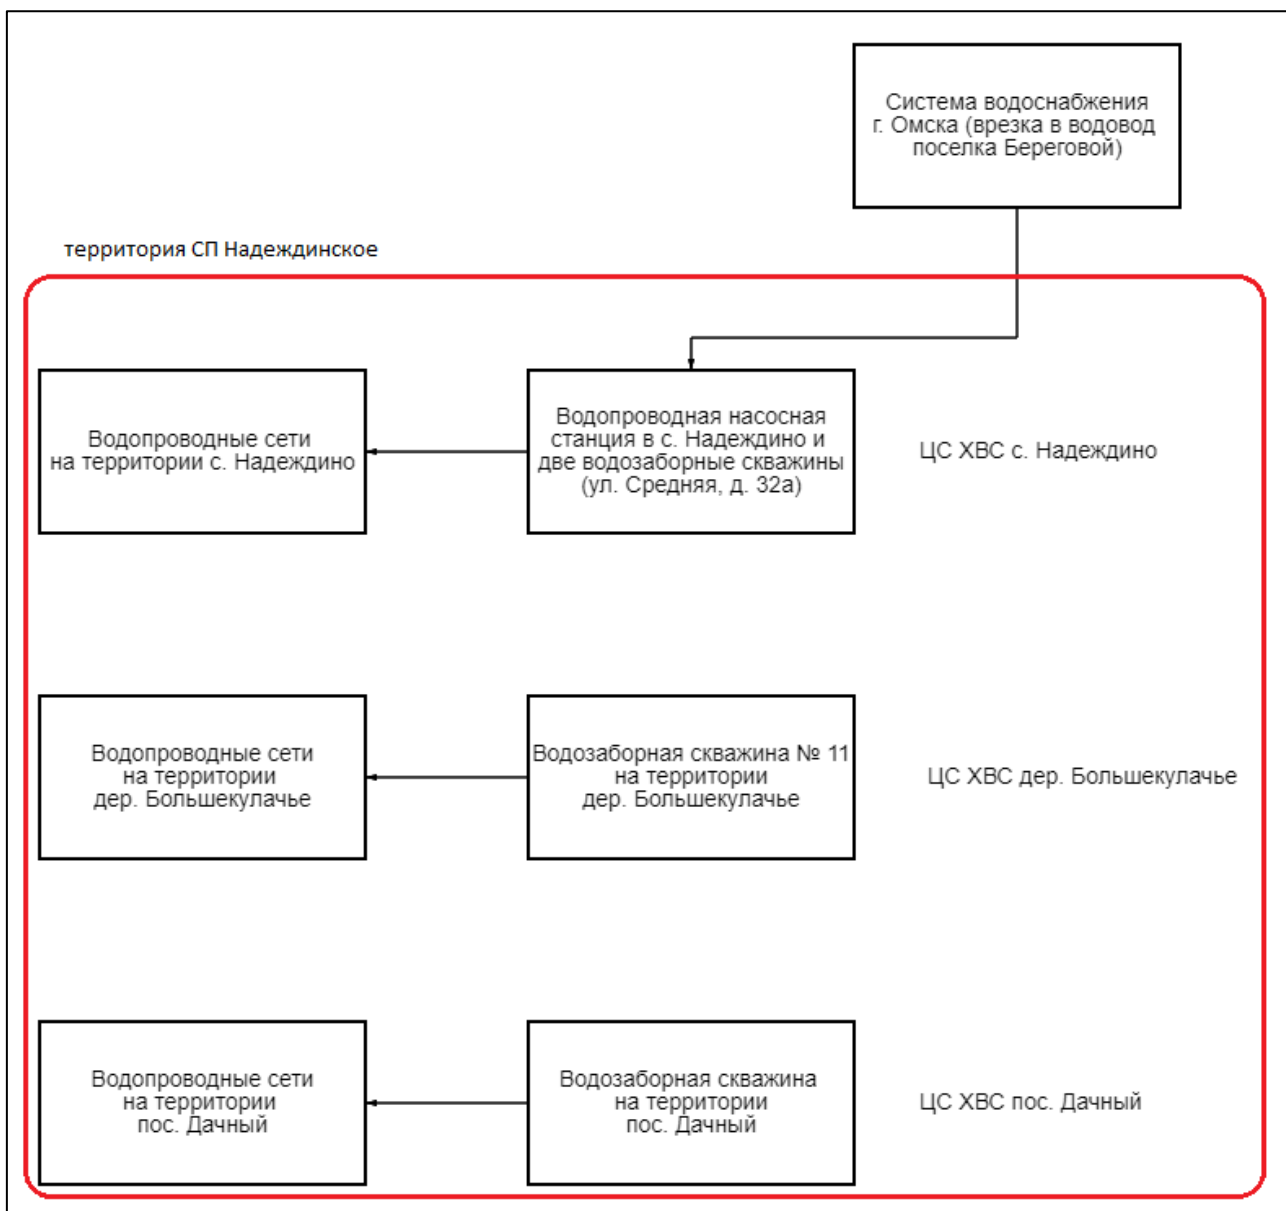 Система водоснабжения
г. Омска (врезка в водовод
поселка Береговой)
территория СП Надеждинское
Водопроводные сети
на территории с. Надеждино
Водопроводная насосная
станция в с. Надеждино и
две водозаборные скважины
(ул. Средняя, д. 32а)
ЦС ХВС с. Надеждино
Водопроводные сети
на территории
дер. Большекулачье
Водозаборная скважина № 11
на территории
дер. Большекулачье
ЦС ХВС дер. Большекулачье
Водопроводные сети
на территории
пос. Дачный
Водозаборная скважина
на территории
пос. Дачный
ЦС ХВС пос. Дачный